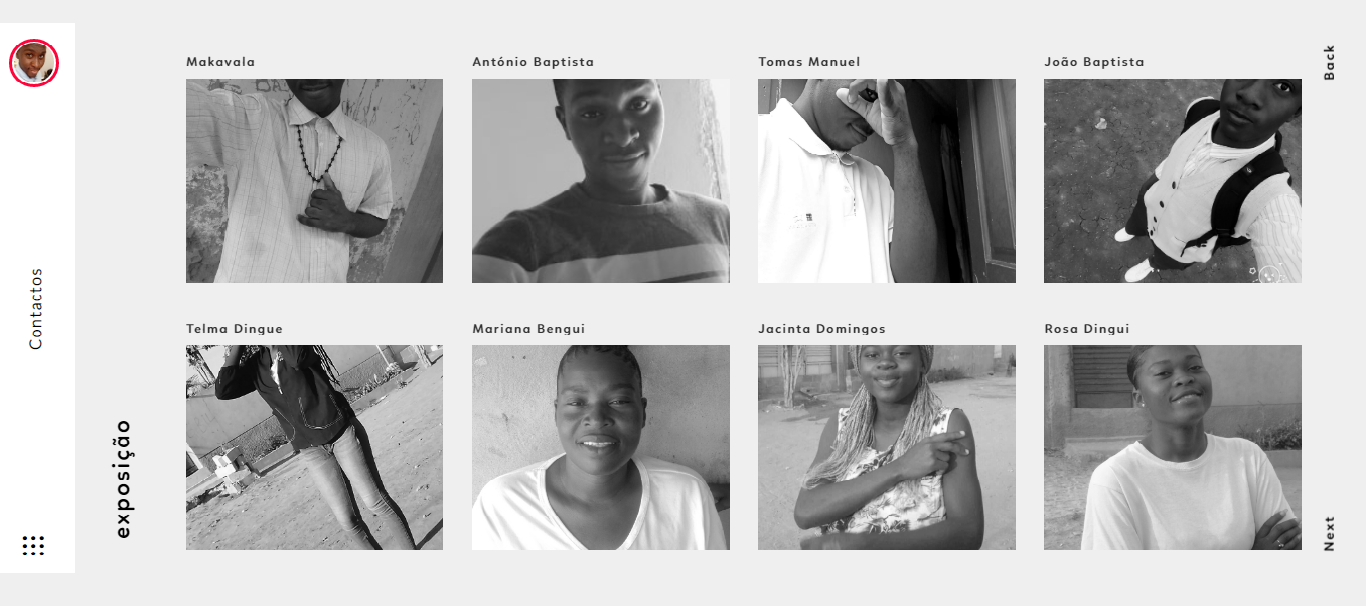 Contactos
exposição
Makavala
António Baptista
Tomas Manuel
João Baptista
Telma Dingue
Mariana Bengui
Jacinta Domingos
Rosa Dingui
Back
Next